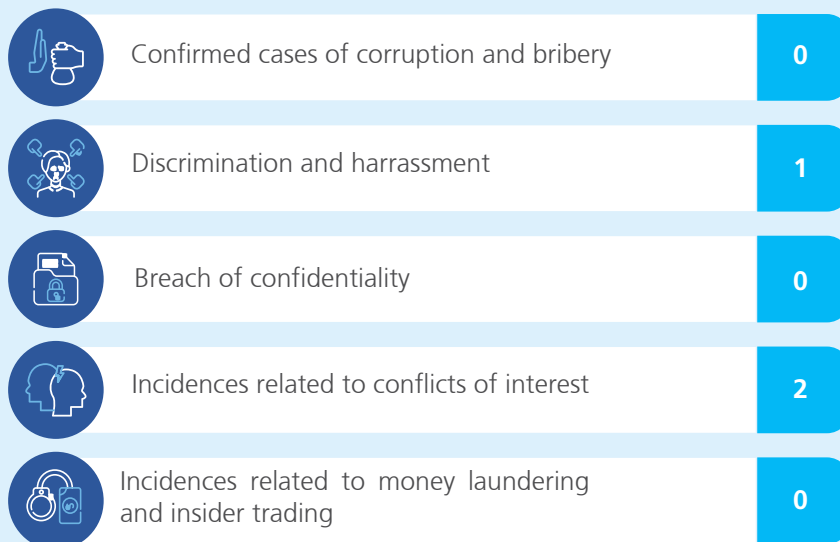 Confirmed cases of corruption and bribery 0
Discrimination and harrassment 1
Breach of confidentiality 0
Incidences related to conflicts of interest 2
Incidences related to money laundering
and insider trading 0